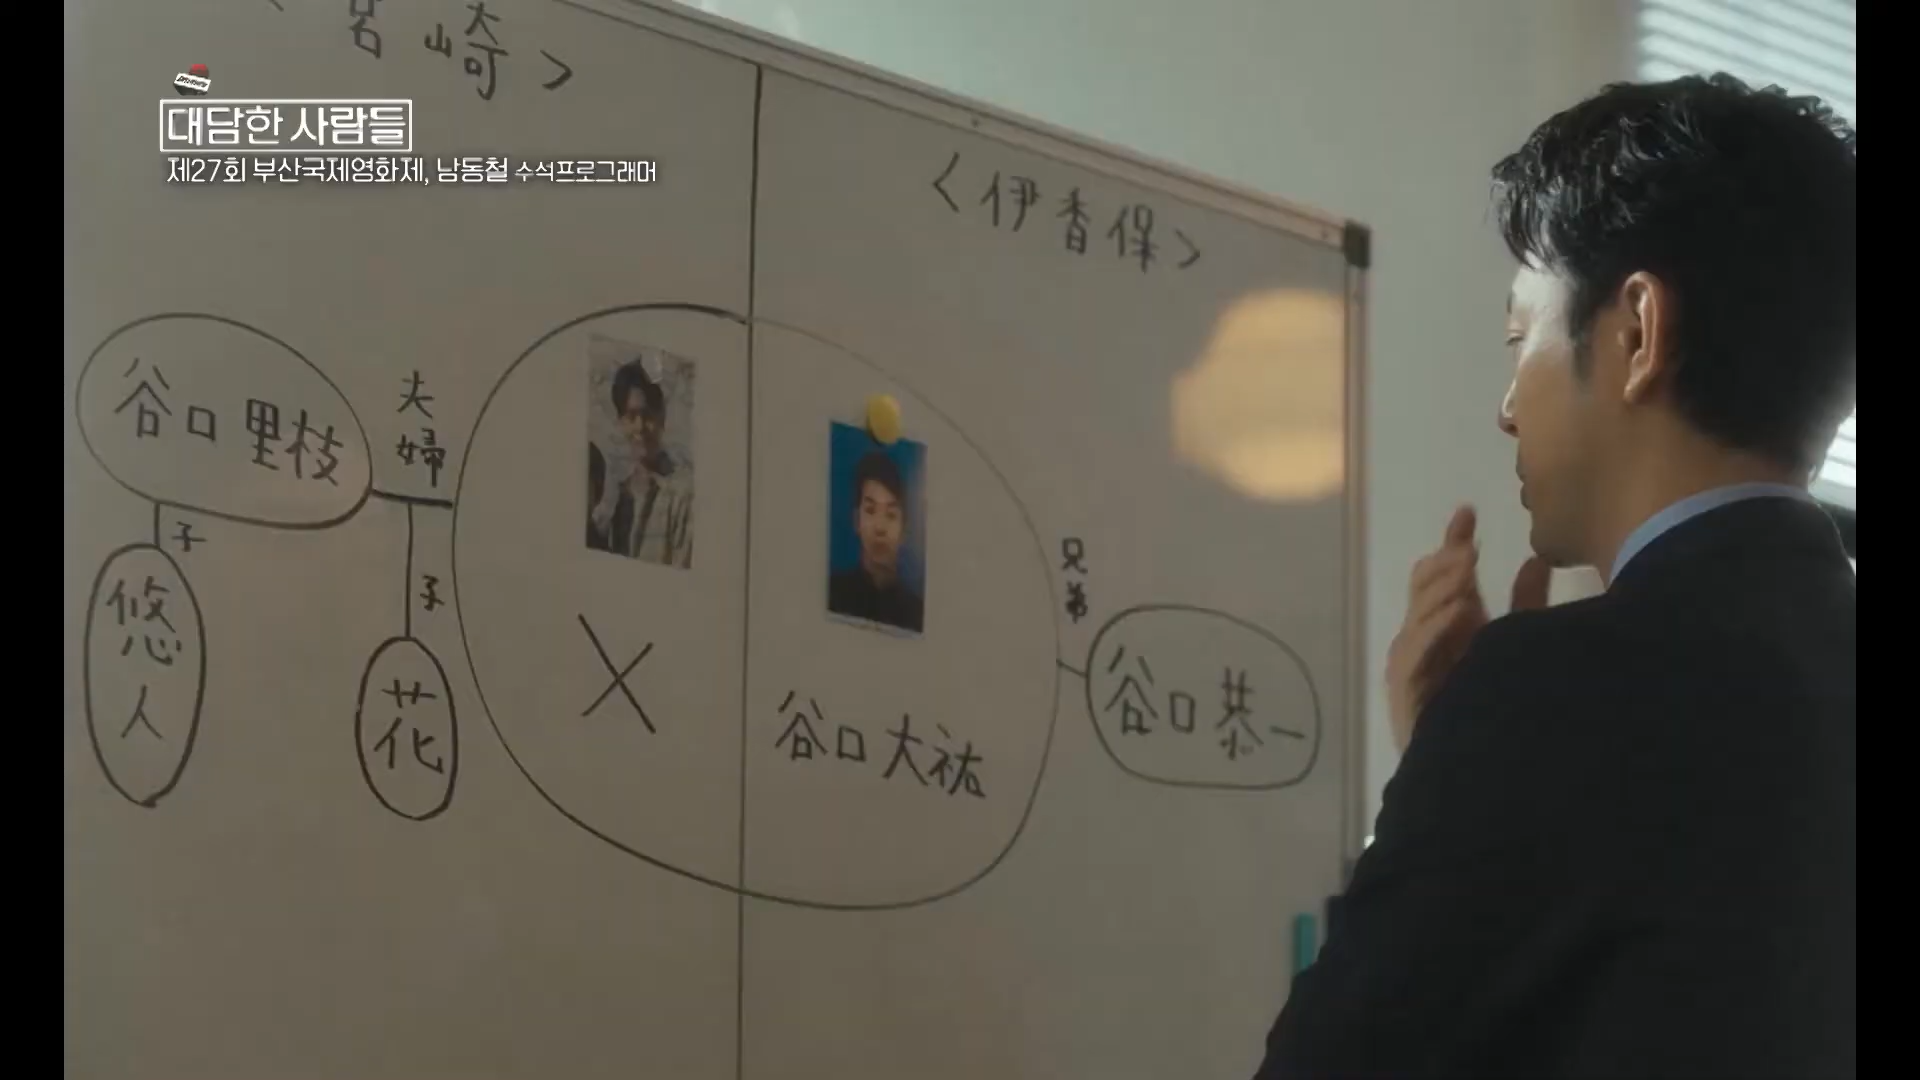 대담한 사람들
제27회 부산국제영화제, 남동철 수석프로그래머
宮崎>
<伊香保>
谷口里枝
夫婦
子
悠人
子
花
X
谷口大祐
兄弟
谷口恭一